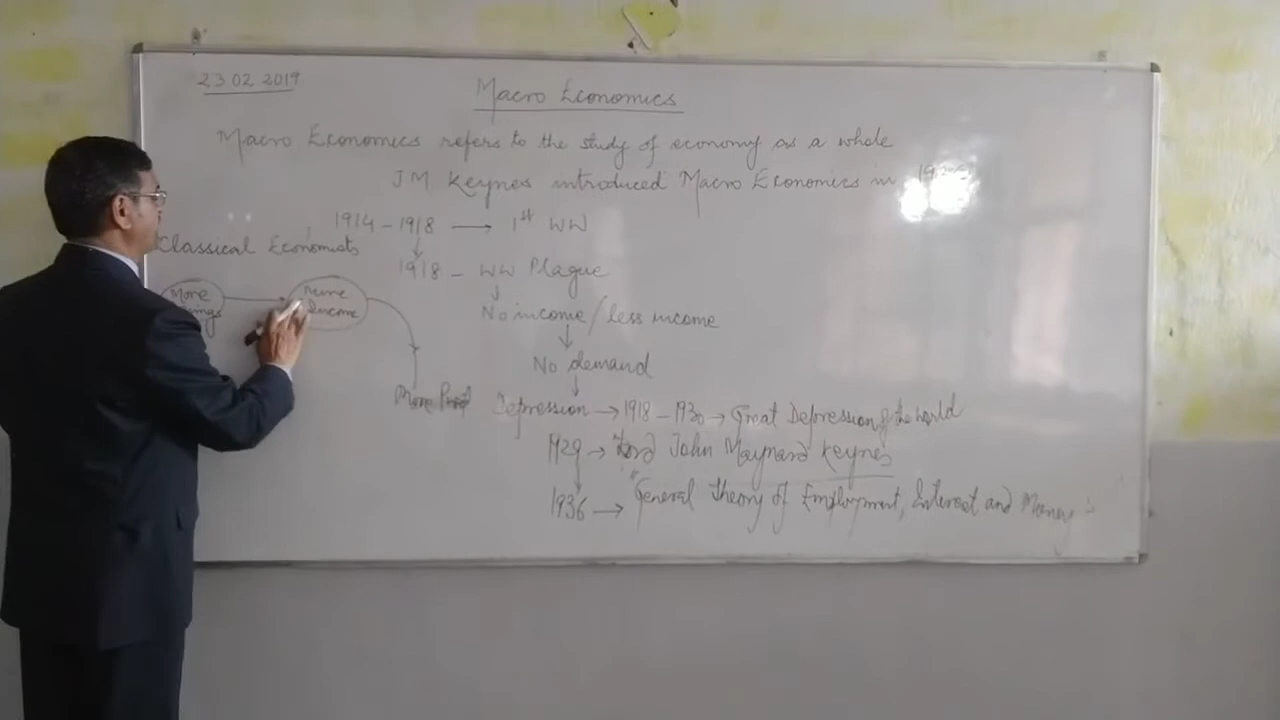 23.02.2019
Macro Economics
Macro Economics refers to the study of economy as a whole
JM Keynes introduced Macro Economics in
1914 - 1918 → 1st WW
Classical Economists
1918 - WW Plague
More
More
Income
No income / less income
No demand
More
Depression → 1918 - 1930 → Great Depression of the world
1929 → Lord John Maynard Keynes
1936 → "General Theory of Employment, Interest and Money"